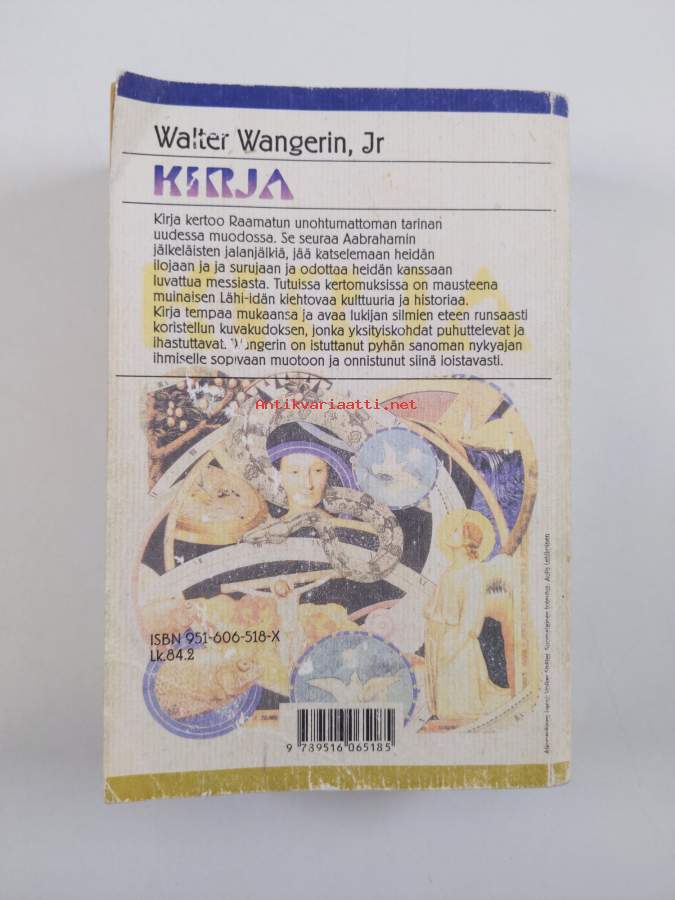 Walter Wangerin, Jr
KIRJA
Kirja kertoo Raamatun unohtumattoman tarinan
uudessa muodossa. Se seuraa Aabrahamin
jälkeläisten jalanjälkiä, jää katselemaan heidän
ilojaan ja ja surujaan ja odottaa heidän kanssaan
luvattua messiasta. Tutuissa kertomuksissa on mausteena
muinaisen Lähi-idän kiehtovaa kulttuuria ja historiaa.
Kirja tempaa mukaansa ja avaa lukijan silmien eteen runsaasti
koristellun kuvakudoksen, jonka yksityiskohdat puhuttelevat ja
ihastuttavat. Wangerin on istuttanut pyhän sanoman nykyajan
ihmiselle sopivaan muotoon ja onnistunut siinä loistavasti.
Antikvariaatti.net
ISBN 951-606-518-X
Lk.84.2
9 789516 065185